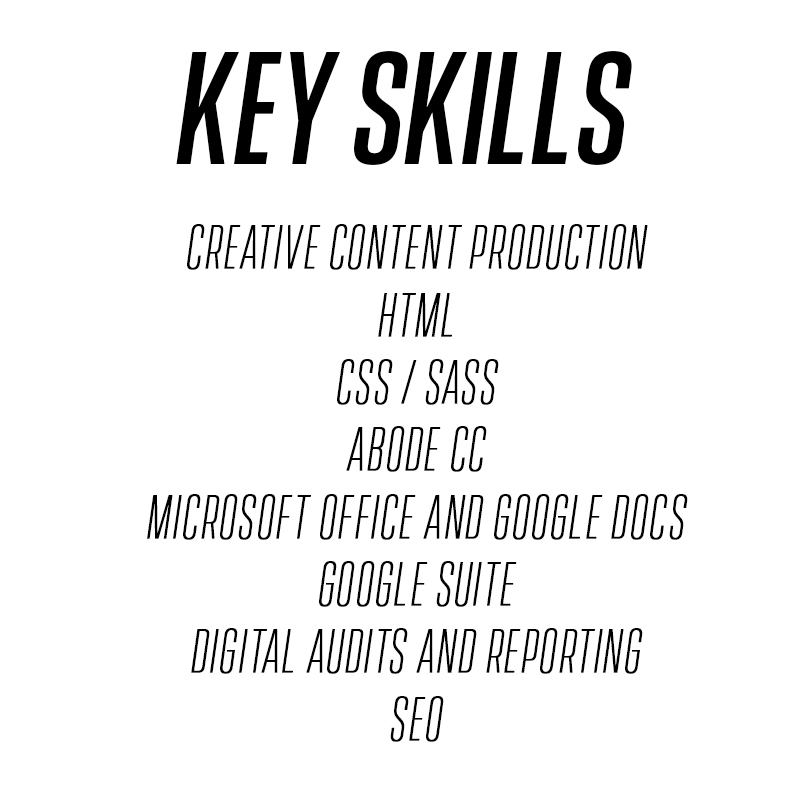 KEY SKILLS
CREATIVE CONTENT PRODUCTION
HTML
CSS / SASS
ABODE CC
MICROSOFT OFFICE AND GOOGLE DOCS
GOOGLE SUITE
DIGITAL AUDITS AND REPORTING
SEO